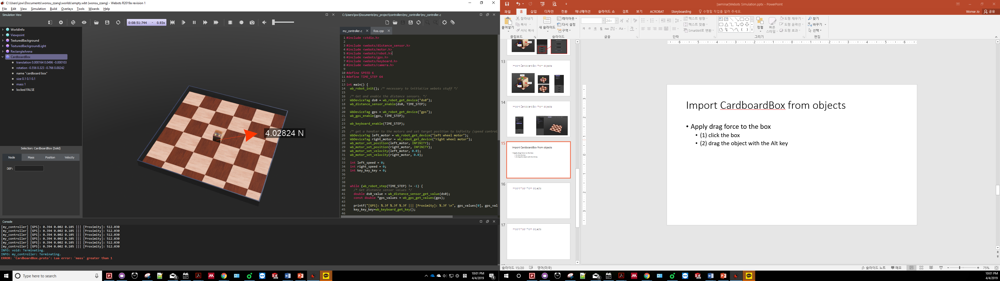 C:\Users\jow\Documents\wonsu_zzang\worlds\empty.wbt (wonsu_zzang) - Webots R2019a revision 1
File Edit View Simulation Build Overlays Tools Wizards Help
Simulation View
0:08:51:744 - 0.93x
WorldInfo
Viewpoint
TexturedBackground
TexturedBackgroundLight
RectangleArena
CardboardBox
translation 0.000164 0.0496 -0.000103
rotation -0.556 0.323 -0.766 0.00242
name "cardboard box"
size 0.1 0.1 0.1
mass 1
locked FALSE
4.02824 N
Selection: CardboardBox (Solid)
Node Mass Position Velocity
DEF:
C:\Users\jow\Documents\my_project\controllers\my_controller\my_controller.c
my_controller.c Ros.cpp
1 #include <stdio.h>
2
3 #include <webots/distance_sensor.h>
4 #include <webots/motor.h>
5 #include <webots/robot.h>
6 #include <webots/gps.h>
7 #include <webots/keyboard.h>
8 #include <webots/camera.h>
9
10 #define SPEED 6
11 #define TIME_STEP 64
12
13 int main() {
14 wb_robot_init(); /* necessary to initialize webots stuff */
15
16 /* Get and enable the distance sensors. */
17 WbDeviceTag ds0 = wb_robot_get_device("ds0");
18 wb_distance_sensor_enable(ds0, TIME_STEP);
19
20 WbDeviceTag gps = wb_robot_get_device("gps");
21 wb_gps_enable(gps, TIME_STEP);
22
23 wb_keyboard_enable(TIME_STEP);
24
25 /* get a handler to the motors and set target position to infinity (speed control
26 WbDeviceTag left_motor = wb_robot_get_device("left wheel motor");
27 WbDeviceTag right_motor = wb_robot_get_device("right wheel motor");
28 wb_motor_set_position(left_motor, INFINITY);
29 wb_motor_set_position(right_motor, INFINITY);
30 wb_motor_set_velocity(left_motor, 0.0);
31 wb_motor_set_velocity(right_motor, 0.0);
32
33 int left_speed = 0;
34 int right_speed = 0;
35 int key_key_key = 0;
36
37
38
39 while (wb_robot_step(TIME_STEP) != -1) {
40 /* Get distance sensor values */
41 double ds0_value = wb_distance_sensor_get_value(ds0);
42 const double *gps_values = wb_gps_get_values(gps);
43
44 printf("[GPS]: %.3f %.3f %.3f ||| [Proximity]: %.3f \n", gps_values[0], gps_val
45 key_key_key=wb_keyboard_get_key();
46
Console
[my_controller] [GPS]: 0.394 0.002 0.105 ||| [Proximity]: 512.030
[my_controller] [GPS]: 0.394 0.002 0.105 ||| [Proximity]: 512.030
[my_controller] [GPS]: 0.394 0.002 0.105 ||| [Proximity]: 512.030
[my_controller] [GPS]: 0.394 0.002 0.105 ||| [Proximity]: 512.030
[my_controller] [GPS]: 0.394 0.002 0.105 ||| [Proximity]: 512.030
[my_controller] [GPS]: 0.394 0.002 0.105 ||| [Proximity]: 512.030
INFO: void: Terminating.
INFO: my_controller: Terminating.
ERROR: 'CardboardBox.proto': Lua error: 'mass' greater than 1
Type here to search
10:01 PM
4/4/2019
[seminar]Webots Simulation.pptx - PowerPoint
파일 홈 삽입 디자인 전환 애니메이션 슬라이드 쇼 검토 보기 ACROBAT Storyboarding 수행할 작업을 알려 주세요. Wonse Jo 공유
붙여넣기 잘라내기 복사 서식 복사
새 슬라이드 레이아웃 다시 설정 구역
24+
텍스트 방향 텍스트 맞춤 SmartArt로 변환
정렬 빠른 스타일 도형 채우기 도형 윤곽선 도형 효과
찾기 바꾸기 선택
클립보드 슬라이드 글꼴 단락 그리기 편집
13
Import CardboardBox from objects
14
Import CardboardBox from objects
15
Import CardboardBox from objects
Apply drag force to the box
(1) click the box
(2) drag the object with the Alt key
16
Import floor from objects
17
Import floor from objects
Import CardboardBox from objects
• Apply drag force to the box
• (1) click the box
• (2) drag the object with the Alt key
슬라이드 15/20 영어(미국) 슬라이드 노트 메모 75%
10:01 PM
4/4/2019